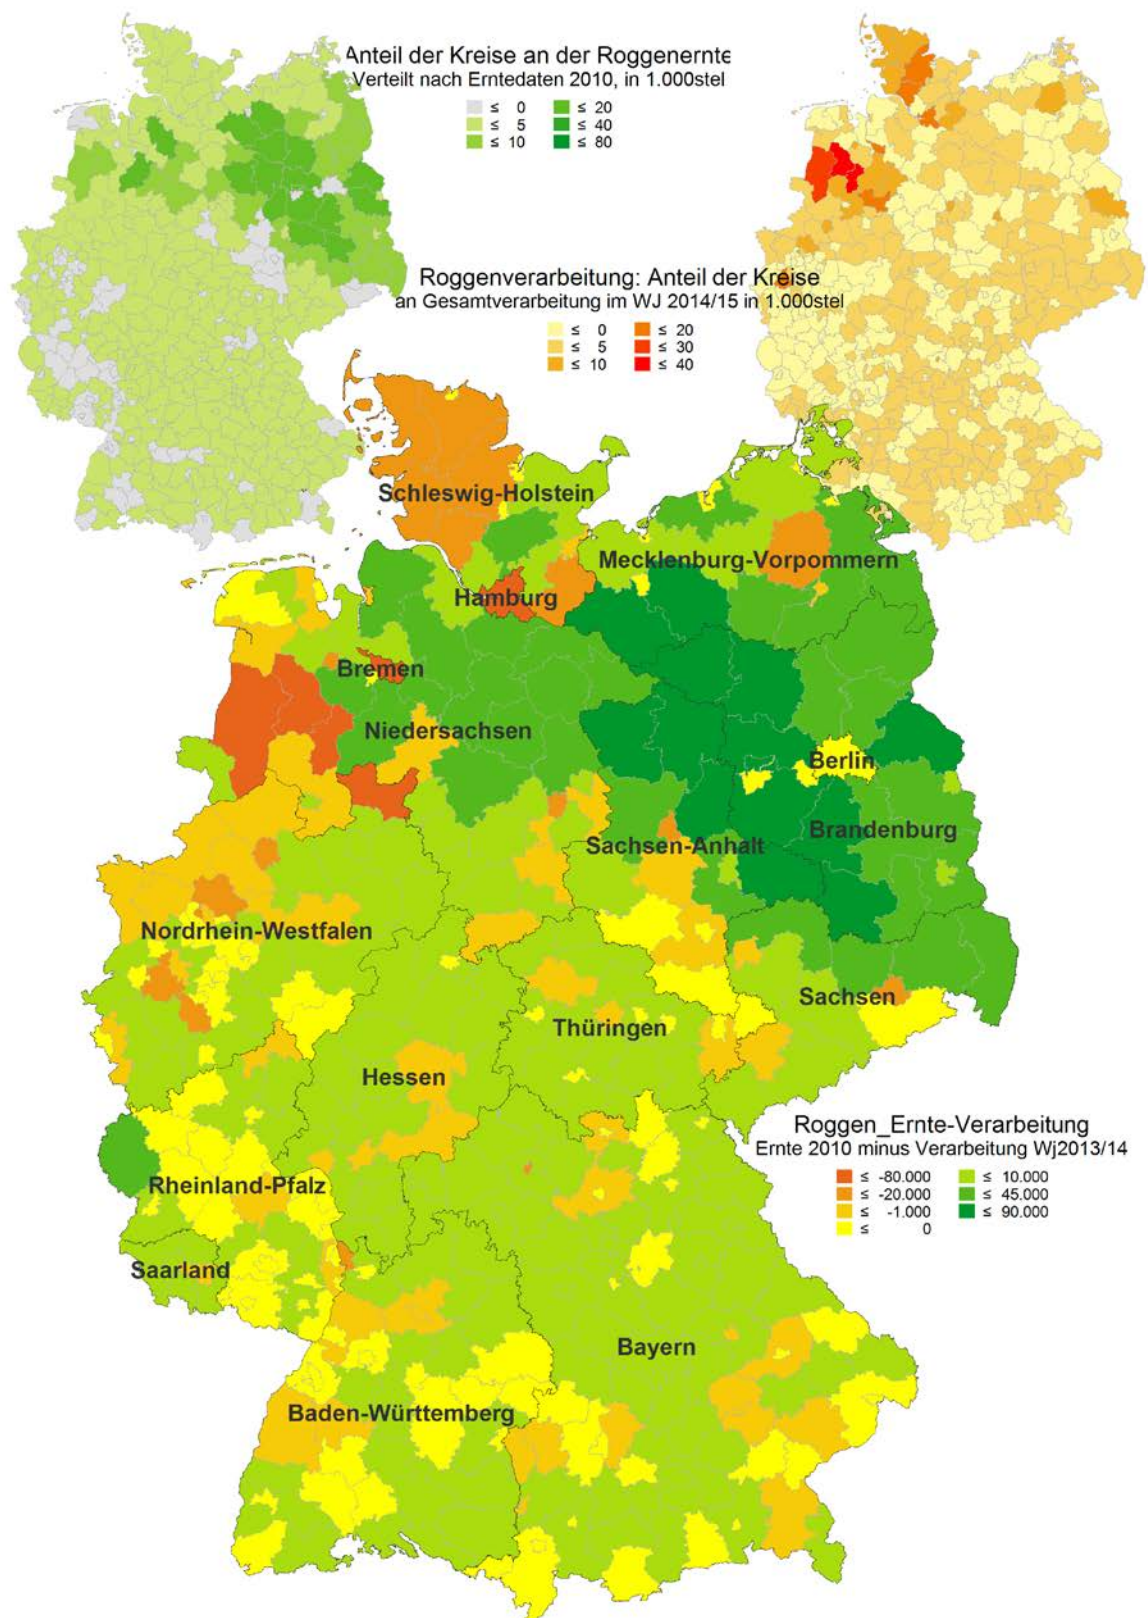 Anteil der Kreise an der Roggenernte
Verteilt nach Erntedaten 2010, in 1.000stel
≤ 0 ≤ 20
≤ 5 ≤ 40
≤ 10 ≤ 80
Roggenverarbeitung: Anteil der Kreise
an Gesamtverarbeitung im WJ 2014/15 in 1.000stel
≤ 0 ≤ 20
≤ 5 ≤ 30
≤ 10 ≤ 40
Schleswig-Holstein
Mecklenburg-Vorpommern
Hamburg
Bremen
Niedersachsen
Berlin
Brandenburg
Sachsen-Anhalt
Nordrhein-Westfalen
Sachsen
Thüringen
Hessen
Roggen_Ernte-Verarbeitung
Ernte 2010 minus Verarbeitung Wj2013/14
≤ -80.000 ≤ 10.000
≤ -20.000 ≤ 45.000
≤ -1.000 ≤ 90.000
≤ 0
Rheinland-Pfalz
Saarland
Bayern
Baden-Württemberg